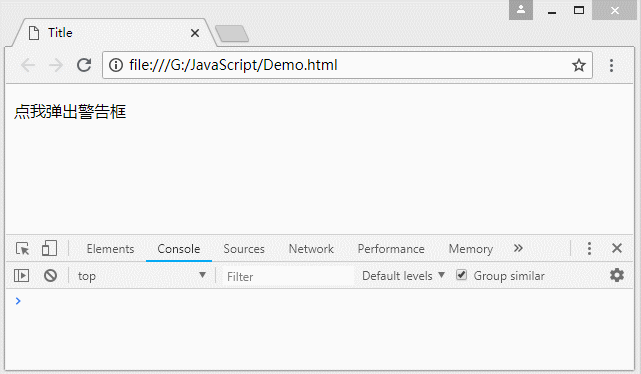 Title
file:///G:/JavaScript/Demo.html
点我弹出警告框
Elements Console Sources Network Performance Memory »
top Filter Default levels Group similar